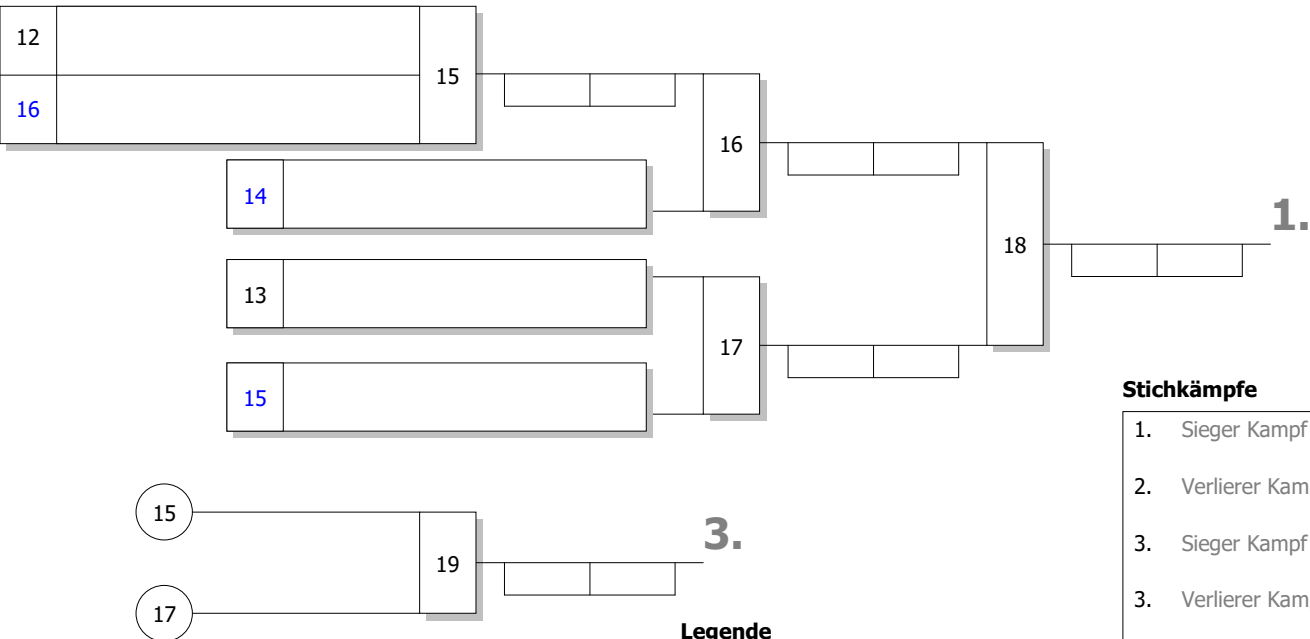 12
15
16
16
14
1.
18
13
17
15
Stichkämpfe
1. Sieger Kampf
2. Verlierer Kam
3. Sieger Kampf
3. Verlierer Kam
15
3.
19
17
Legende